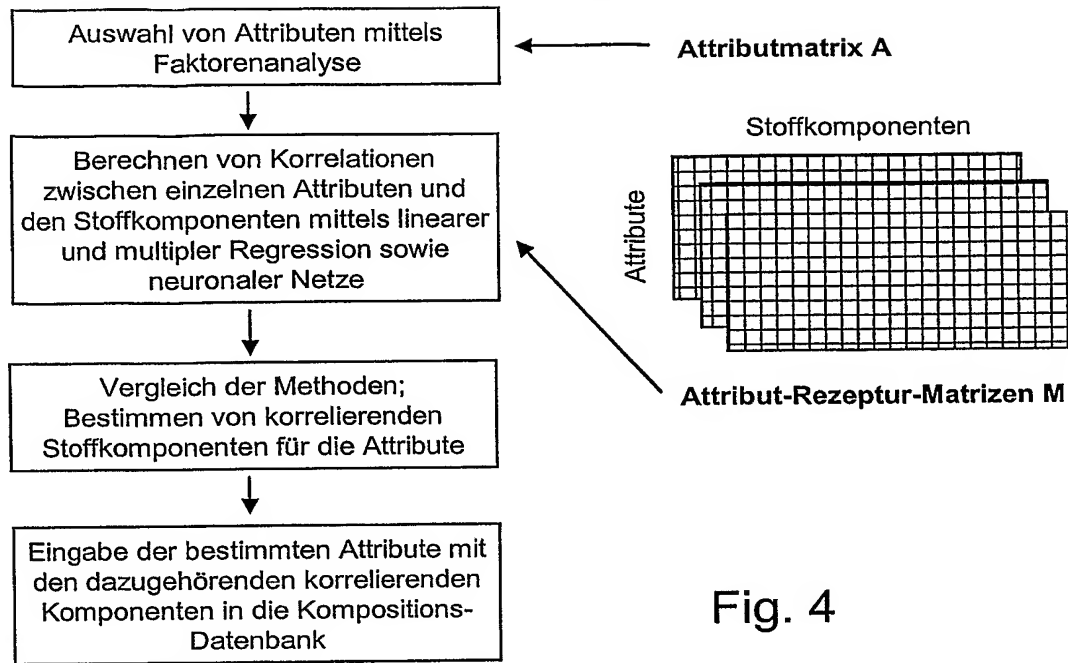 Auswahl von Attributen mittels
Faktorenanalyse
Attributmatrix A
Berechnen von Korrelationen
zwischen einzelnen Attributen und
den Stoffkomponenten mittels linearer
und multipler Regression sowie
neuronaler Netze
Stoffkomponenten
Attribute
Attribut-Rezeptur-Matrizen M
Vergleich der Methoden;
Bestimmen von korrelierenden
Stoffkomponenten für die Attribute
Eingabe der bestimmten Attribute mit
den dazugehörenden korrelierenden
Komponenten in die Kompositions-
Datenbank
Fig. 4